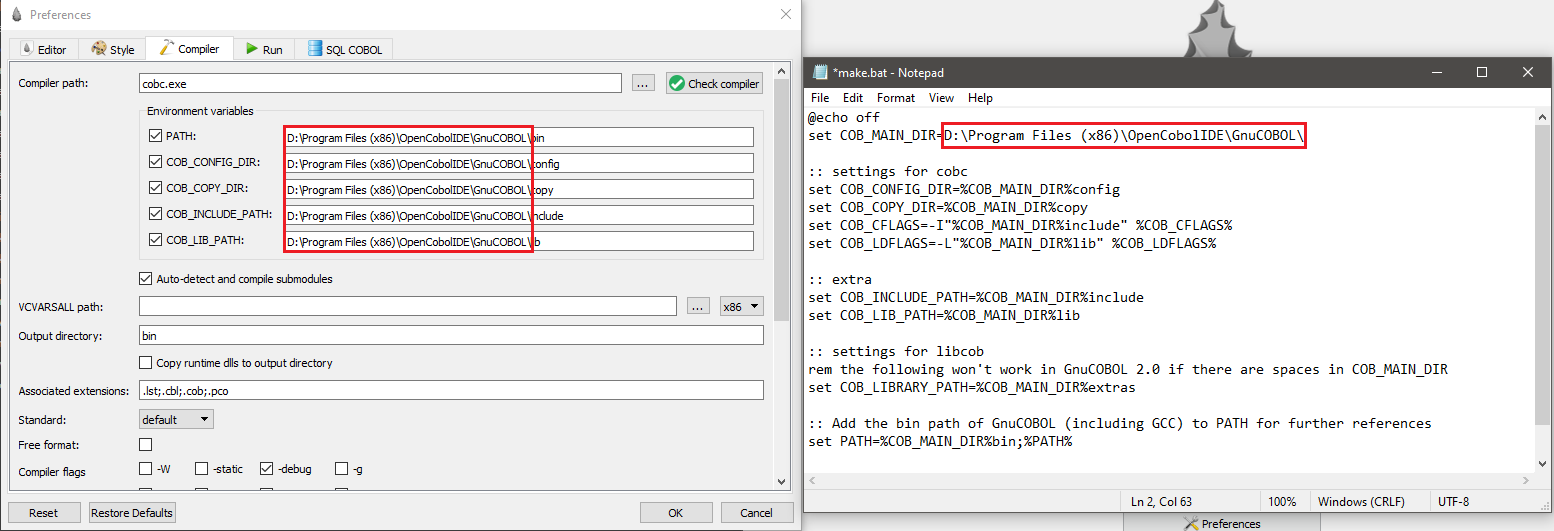 Preferences
Editor Style Compiler Run SQL COBOL
Compiler path: cobc.exe ... Check compiler
Environment variables
PATH: D:\Program Files (x86)\OpenCobolIDE\GnuCOBOL\bin
COB_CONFIG_DIR: D:\Program Files (x86)\OpenCobolIDE\GnuCOBOL\config
COB_COPY_DIR: D:\Program Files (x86)\OpenCobolIDE\GnuCOBOL\copy
COB_INCLUDE_PATH: D:\Program Files (x86)\OpenCobolIDE\GnuCOBOL\include
COB_LIB_PATH: D:\Program Files (x86)\OpenCobolIDE\GnuCOBOL\lib
Auto-detect and compile submodules
VCVARSALL path: ... x86
Output directory: bin
Copy runtime dlls to output directory
Associated extensions: .lst;.cbl;.cob;.pco
Standard: default
Free format:
Compiler flags -W -static -debug -g
Reset Restore Defaults OK Cancel
*make.bat - Notepad
File Edit Format View Help
@echo off
set COB_MAIN_DIR=D:\Program Files (x86)\OpenCobolIDE\GnuCOBOL\
:: settings for cobc
set COB_CONFIG_DIR=%COB_MAIN_DIR%config
set COB_COPY_DIR=%COB_MAIN_DIR%copy
set COB_CFLAGS=-I"%COB_MAIN_DIR%include" %COB_CFLAGS%
set COB_LDFLAGS=-L"%COB_MAIN_DIR%lib" %COB_LDFLAGS%
:: extra
set COB_INCLUDE_PATH=%COB_MAIN_DIR%include
set COB_LIB_PATH=%COB_MAIN_DIR%lib
:: settings for libcob
rem the following won't work in GnuCOBOL 2.0 if there are spaces in COB_MAIN_DIR
set COB_LIBRARY_PATH=%COB_MAIN_DIR%extras
:: Add the bin path of GnuCOBOL (including GCC) to PATH for further references
set PATH=%COB_MAIN_DIR%bin;%PATH%
Ln 2, Col 63 100% Windows (CRLF) UTF-8
Preferences